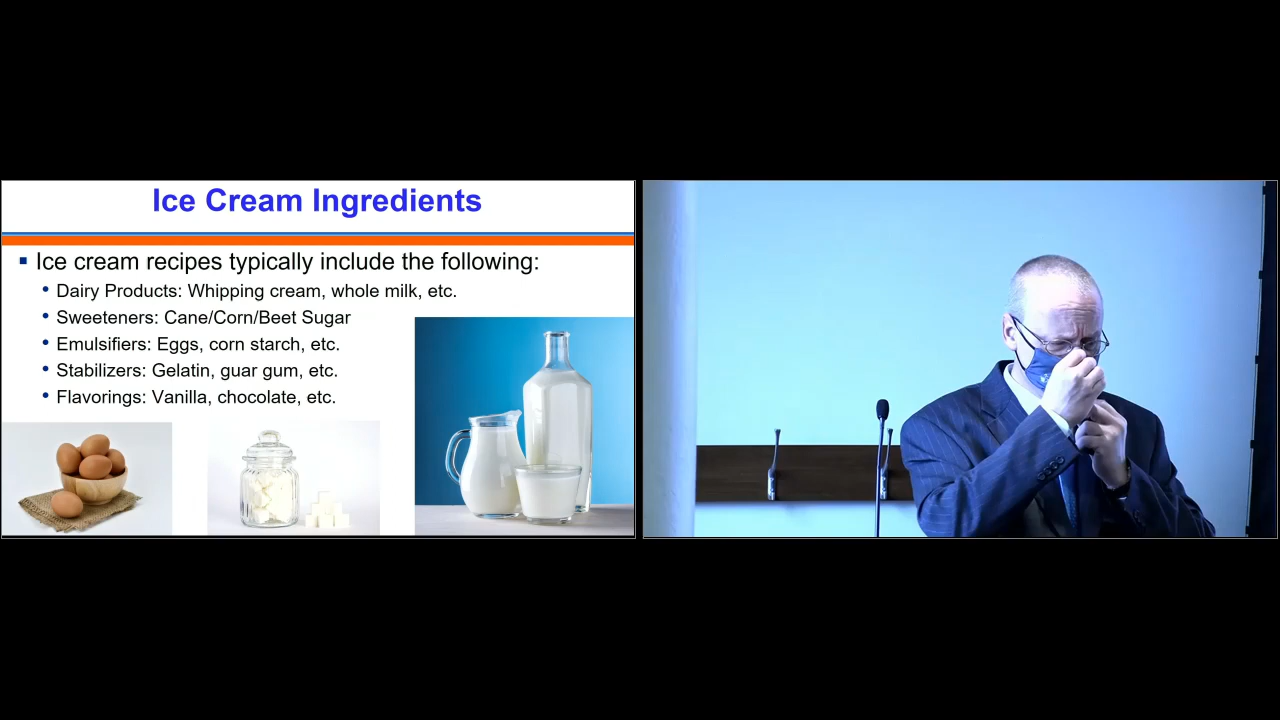 Ice Cream Ingredients
Ice cream recipes typically include the following:
Dairy Products: Whipping cream, whole milk, etc.
Sweeteners: Cane/Corn/Beet Sugar
Emulsifiers: Eggs, corn starch, etc.
Stabilizers: Gelatin, guar gum, etc.
Flavorings: Vanilla, chocolate, etc.